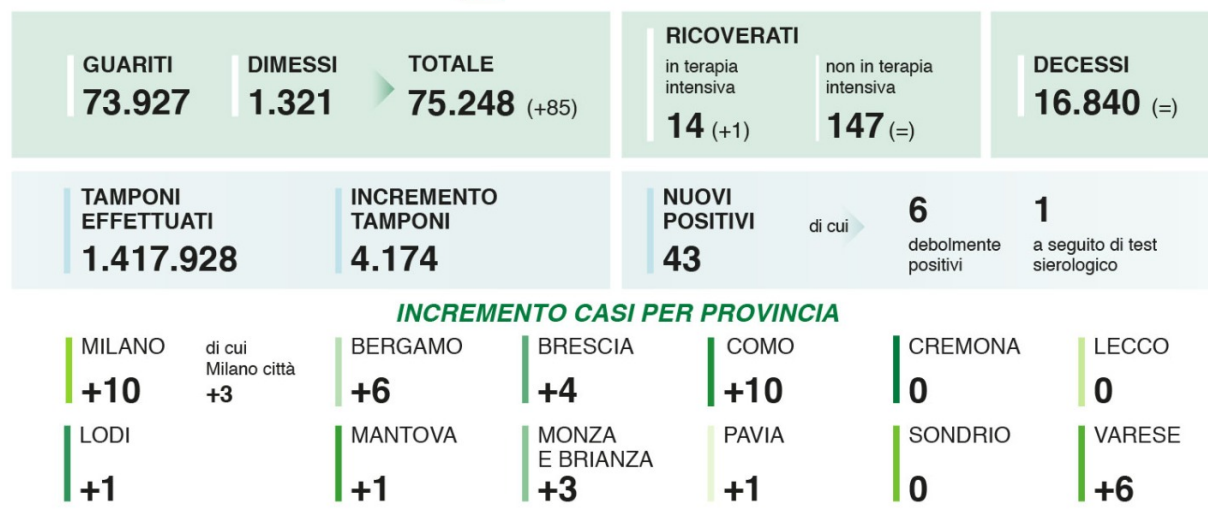 GUARITI
73.927
DIMESSI
1.321
TOTALE
75.248 (+85)
RICOVERATI
in terapia
intensiva
14 (+1)
non in terapia
intensiva
147 (=)
DECESSI
16.840 (=)
TAMPONI
EFFETTUATI
1.417.928
INCREMENTO
TAMPONI
4.174
NUOVI
POSITIVI
43
di cui
6
debolmente
positivi
1
a seguito di test
sierologico
INCREMENTO CASI PER PROVINCIA
MILANO
+10
di cui
Milano città
+3
BERGAMO
+6
BRESCIA
+4
COMO
+10
CREMONA
0
LECCO
0
LODI
+1
MANTOVA
+1
MONZA
E BRIANZA
+3
PAVIA
+1
SONDRIO
0
VARESE
+6